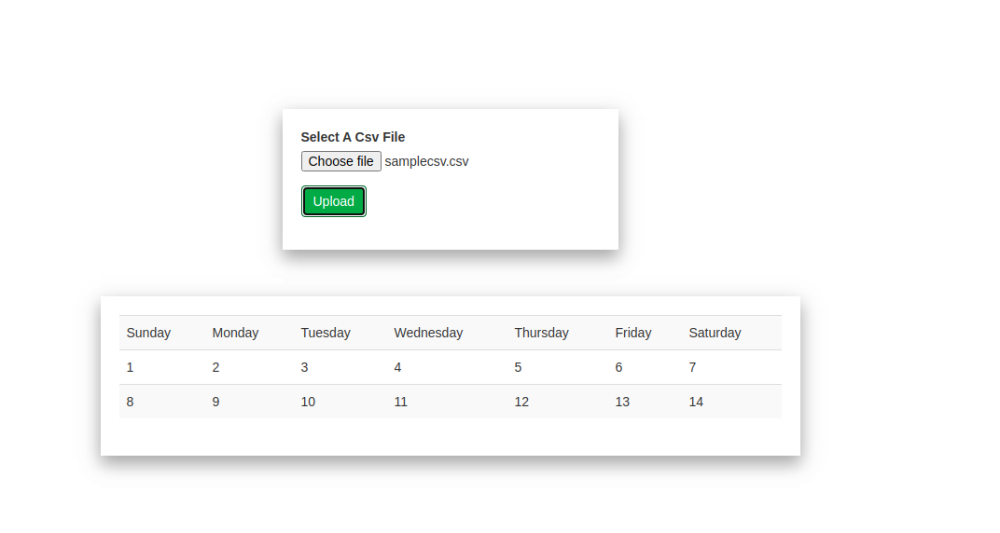 Select A Csv File
Choose file samplecsv.csv
Upload
Sunday Monday Tuesday Wednesday Thursday Friday Saturday
1 2 3 4 5 6 7
8 9 10 11 12 13 14